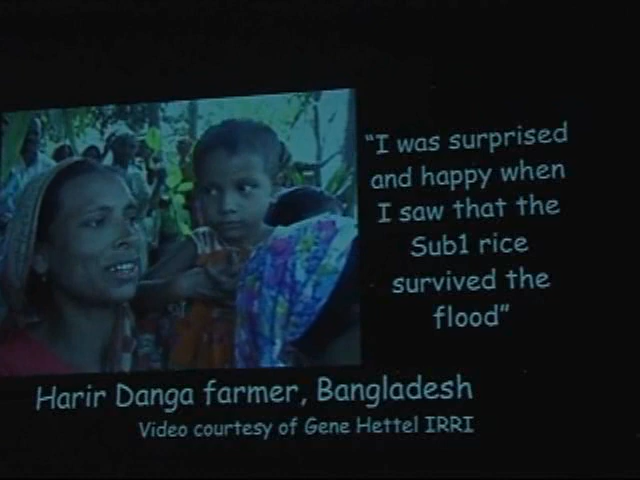 “I was surprised
and happy when
I saw that the
Sub1 rice
survived the
flood”
Harir Danga farmer, Bangladesh
Video courtesy of Gene Hettel IRRI